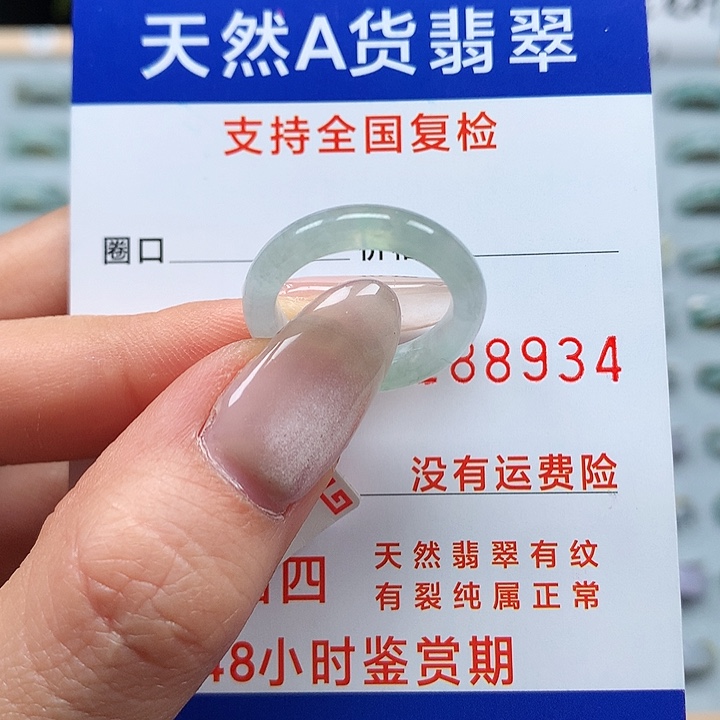 天然A货翡翠
支持全国复检
圈口
88934
没有运费险
四
天然翡翠有纹
有裂纯属正常
48小时鉴赏期